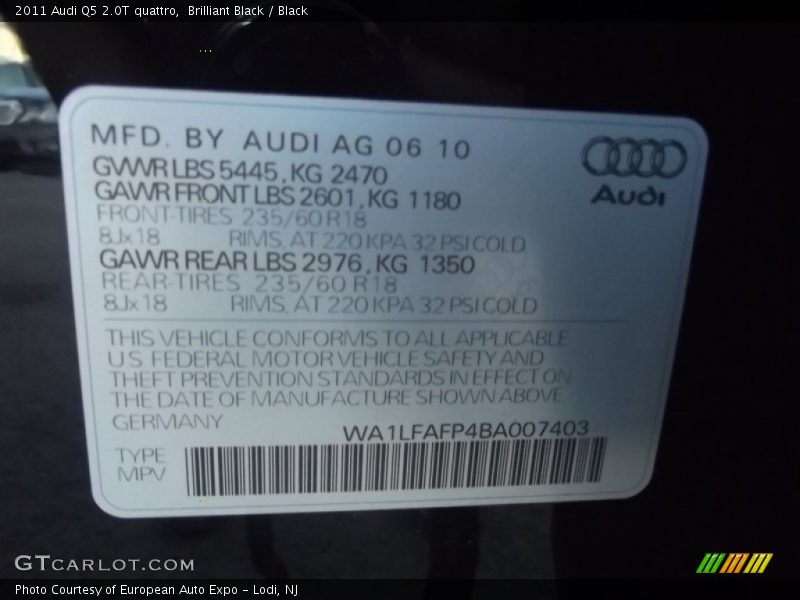 2011 Audi Q5 2.0T quattro, Brilliant Black / Black
MFD. BY AUDI AG 06 10
GVWR LBS 5445, KG 2470
GAWR FRONT LBS 2601, KG 1180
FRONT-TIRES 235/60 R18
8Jx18 RIMS, AT 220 KPA 32 PSI COLD
GAWR REAR LBS 2976, KG 1350
REAR-TIRES 235/60 R18
8Jx18 RIMS, AT 220 KPA 32 PSI COLD
Audi
THIS VEHICLE CONFORMS TO ALL APPLICABLE
U S FEDERAL MOTOR VEHICLE SAFETY AND
THEFT PREVENTION STANDARDS IN EFFECT ON
THE DATE OF MANUFACTURE SHOWN ABOVE
GERMANY
WA1LFAFP4BA007403
TYPE
MPV
GTCARLOT.COM
Photo Courtesy of European Auto Expo - Lodi, NJ